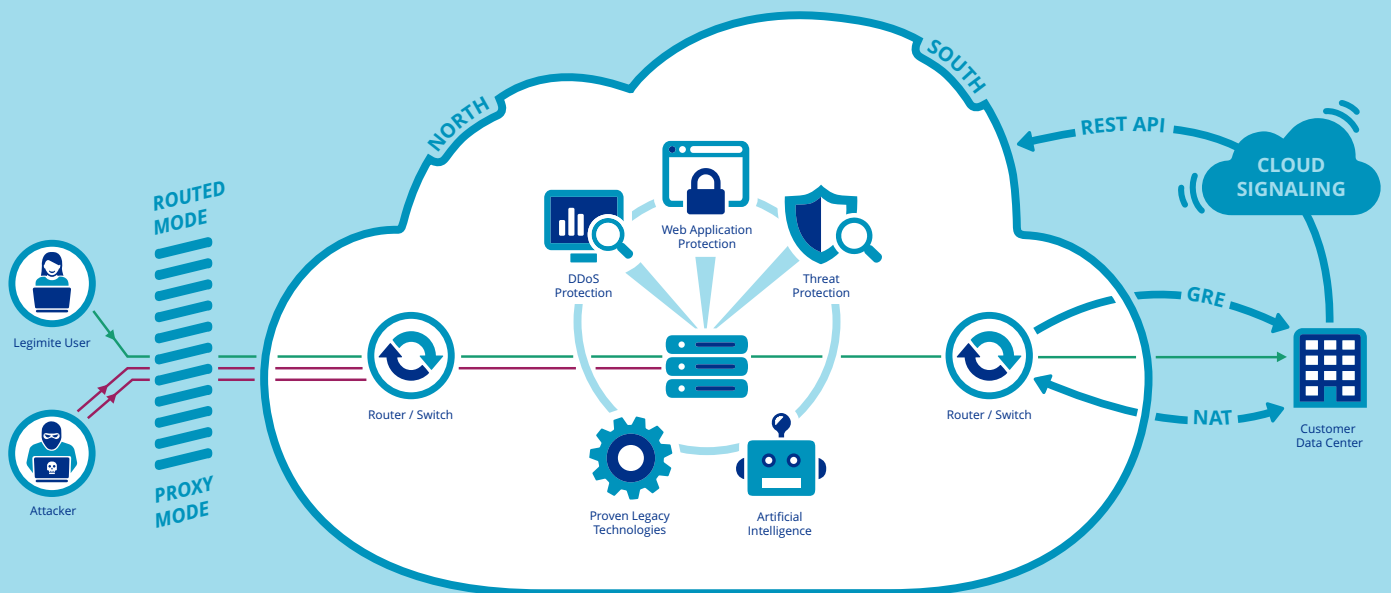 NORTH
SOUTH
REST API
CLOUD
SIGNALING
ROUTED
MODE
Web Application
Protection
DDoS
Protection
Threat
Protection
GRE
Legimite User
Router / Switch
Router / Switch
NAT
Customer
Data Center
PROXY
MODE
Attacker
Proven Legacy
Technologies
Artificial
Intelligence